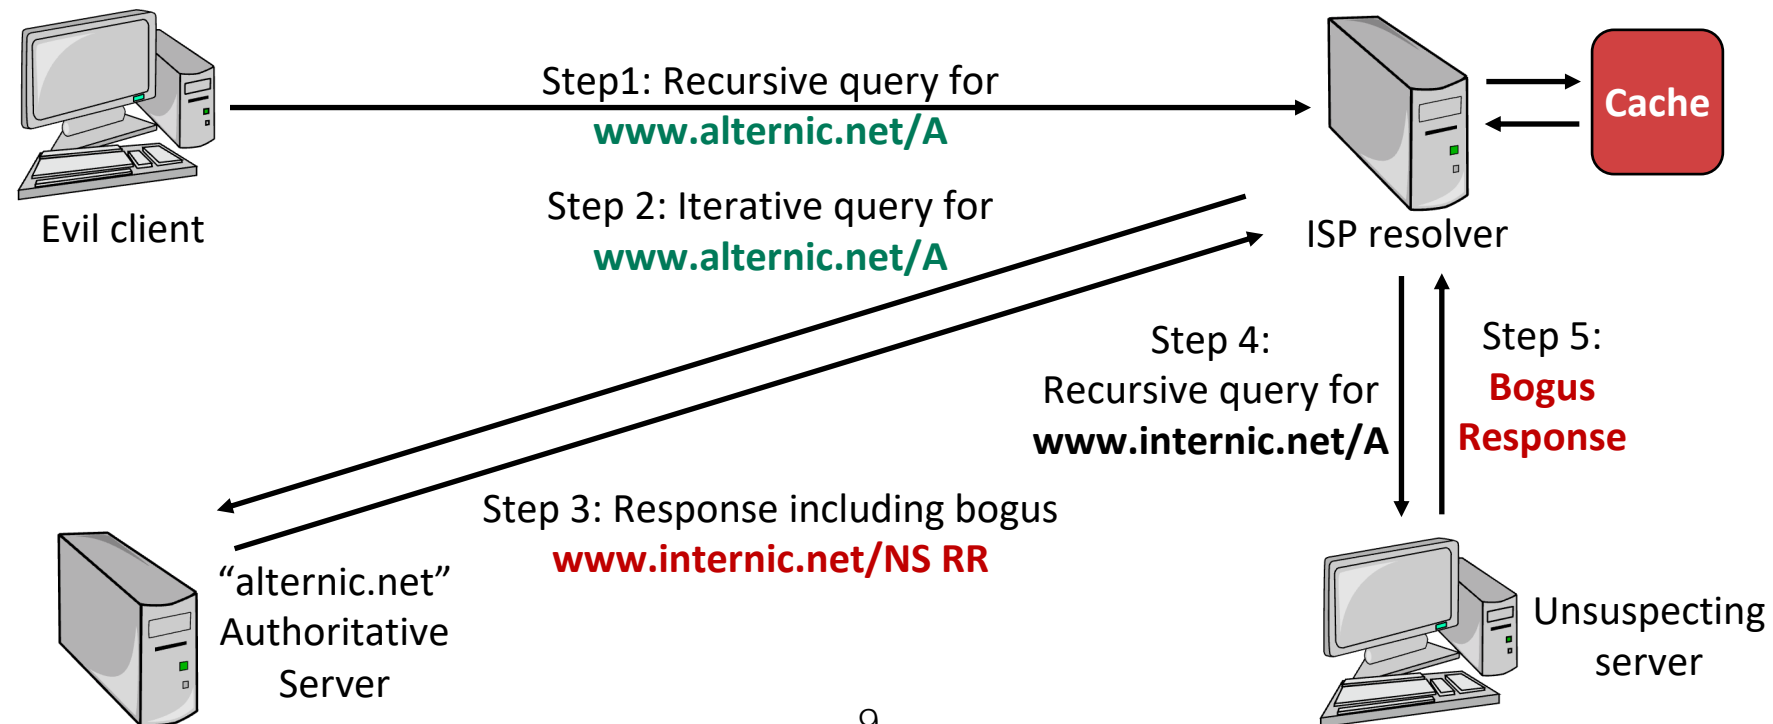 Step1: Recursive query for
www.alternic.net/A
Cache
Evil client
ISP resolver
Step 2: Iterative query for
www.alternic.net/A
Step 4:
Recursive query for
www.internic.net/A
Step 5:
Bogus
Response
Step 3: Response including bogus
www.internic.net/NS RR
“alternic.net”
Authoritative
Server
Unsuspecting
server
9